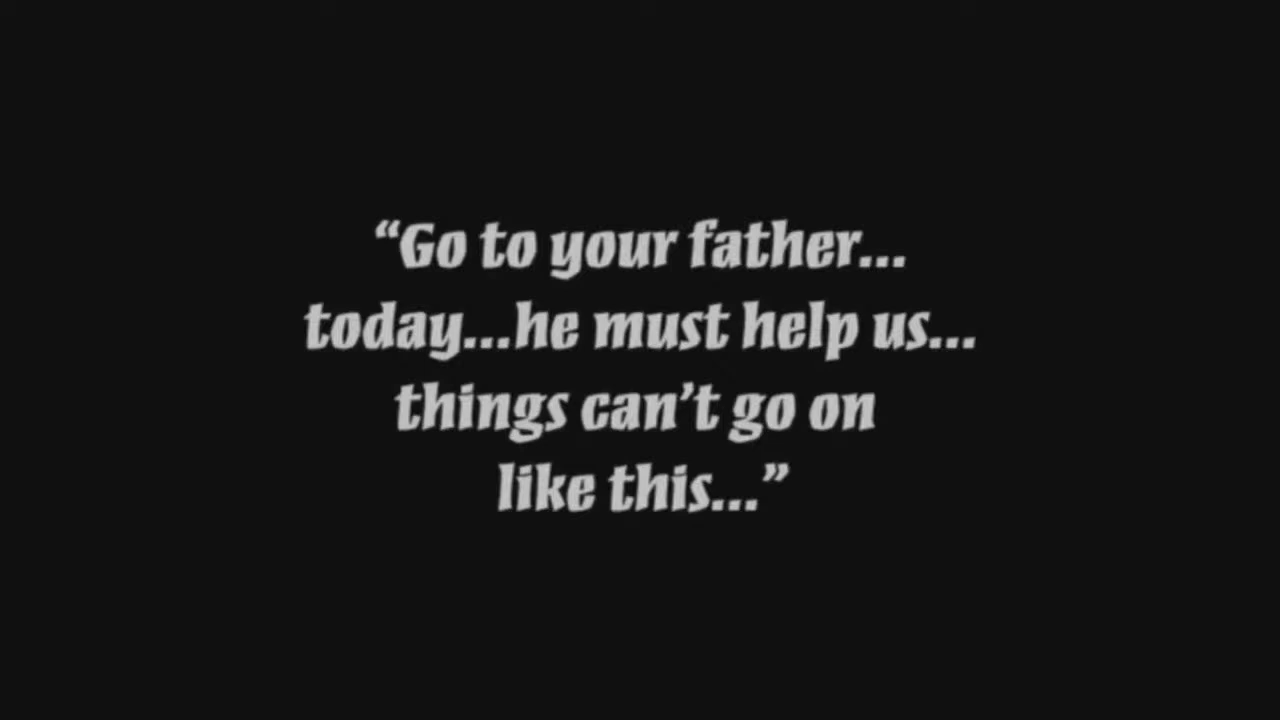 “Go to your father...
today...he must help us...
things can’t go on
like this...”